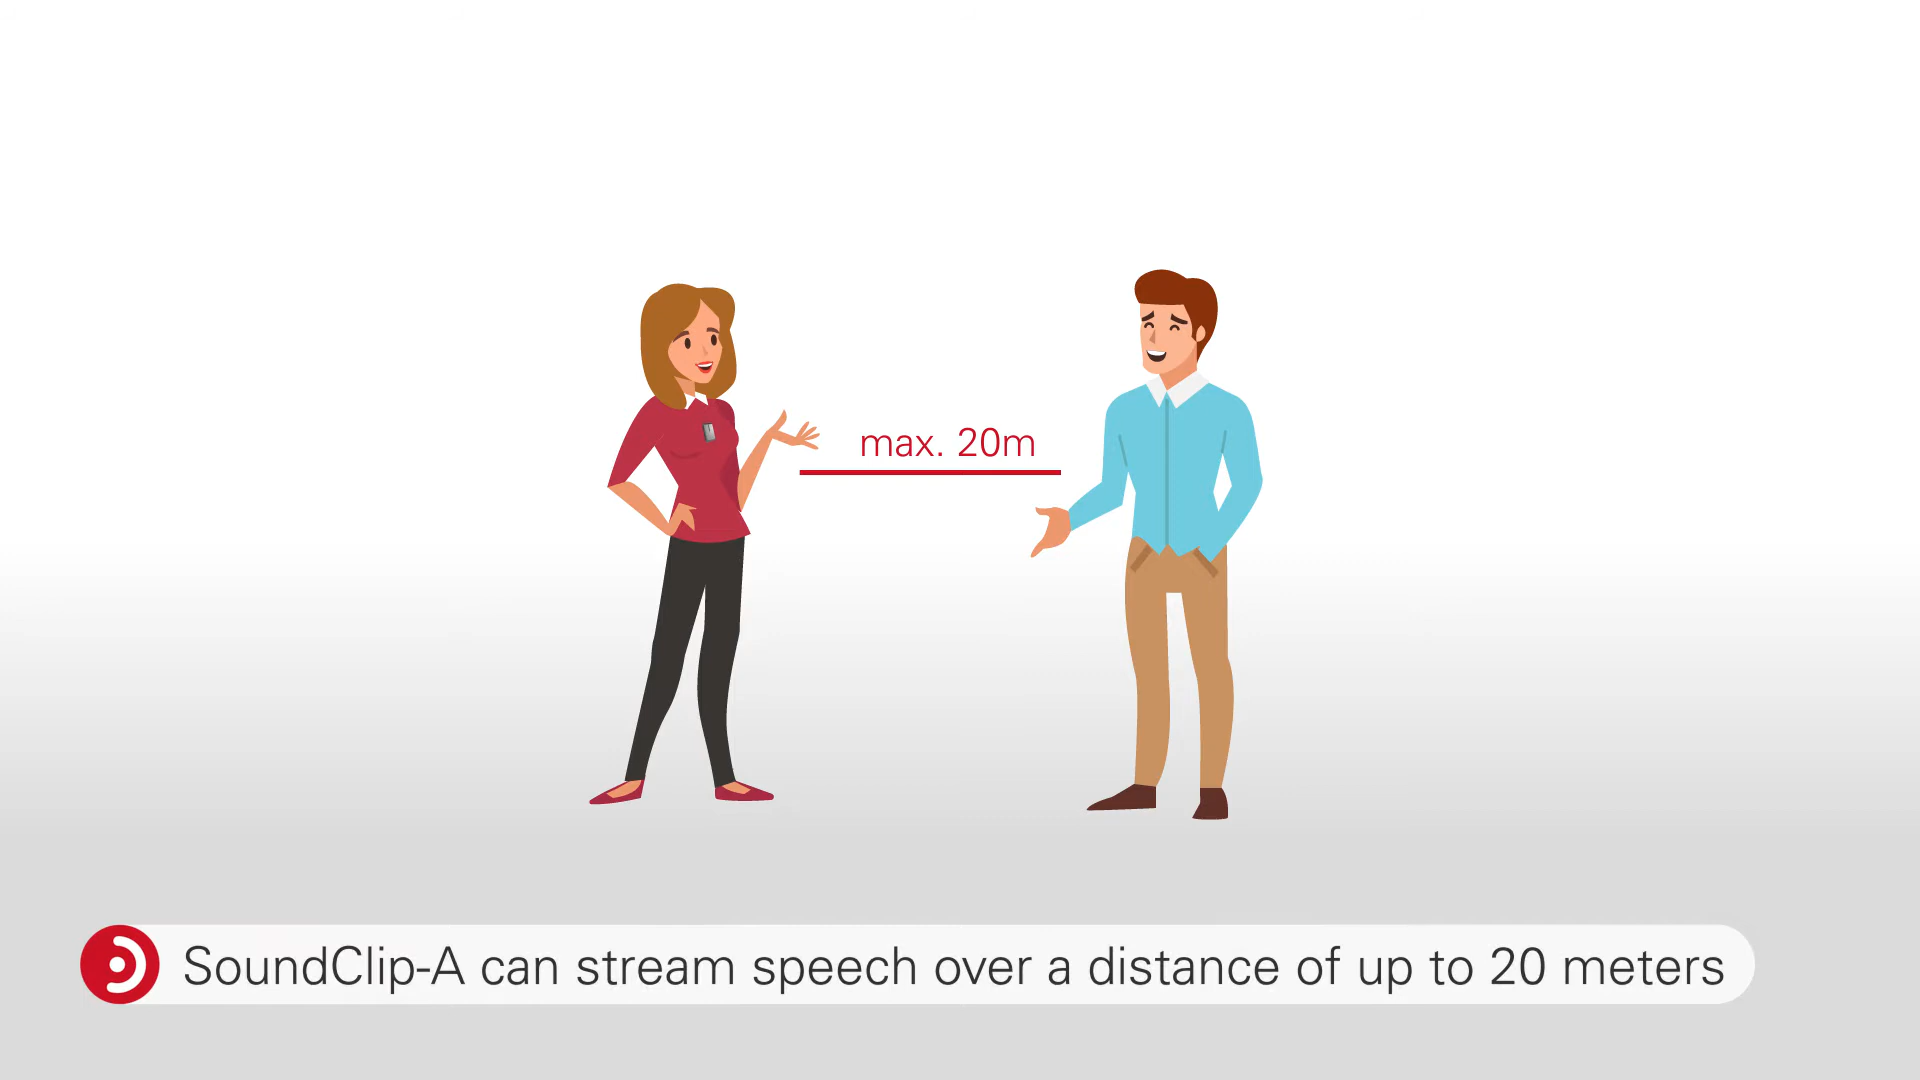 max. 20m
SoundClip-A can stream speech over a distance of up to 20 meters